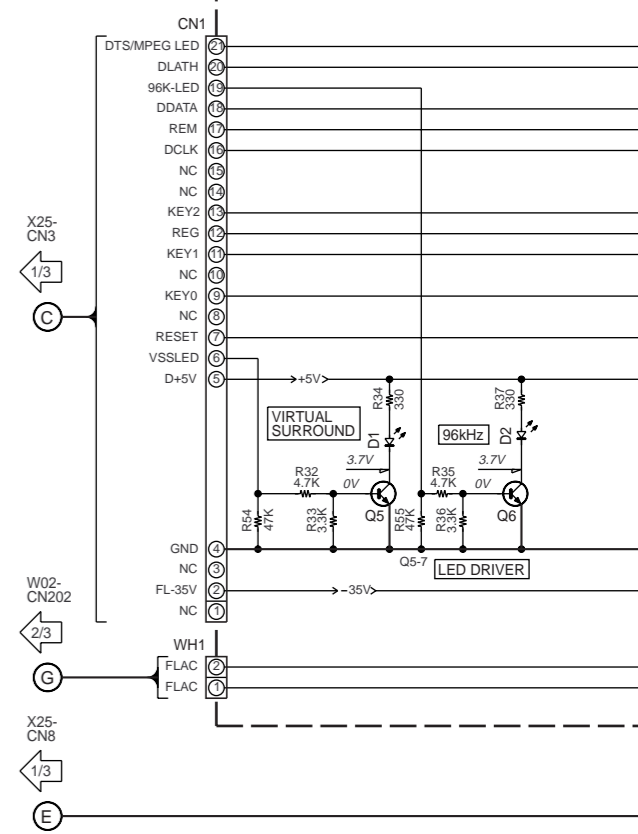 CN1
DTS/MPEG LED 21
DLATH 20
96K-LED 19
DDATA 18
REM 17
DCLK 16
NC 15
NC 14
KEY2 13
REG 12
KEY1 11
NC 10
KEY0 9
NC 8
RESET 7
VSSLED 6
D+5V 5
+5V
X25-
CN3
1/3
C
R34
330
R37
330
VIRTUAL
SURROUND
D1
96kHz
D2
3.7V
3.7V
R32
4.7K
0V
R35
4.7K
0V
R54
47K
R33
3.3K
Q5
R55
47K
R36
3.3K
Q6
GND 4
Q5-7
LED DRIVER
NC 3
FL-35V 2
−35V
NC 1
W02-
CN202
2/3
G
WH1
FLAC 2
FLAC 1
X25-
CN8
1/3
E